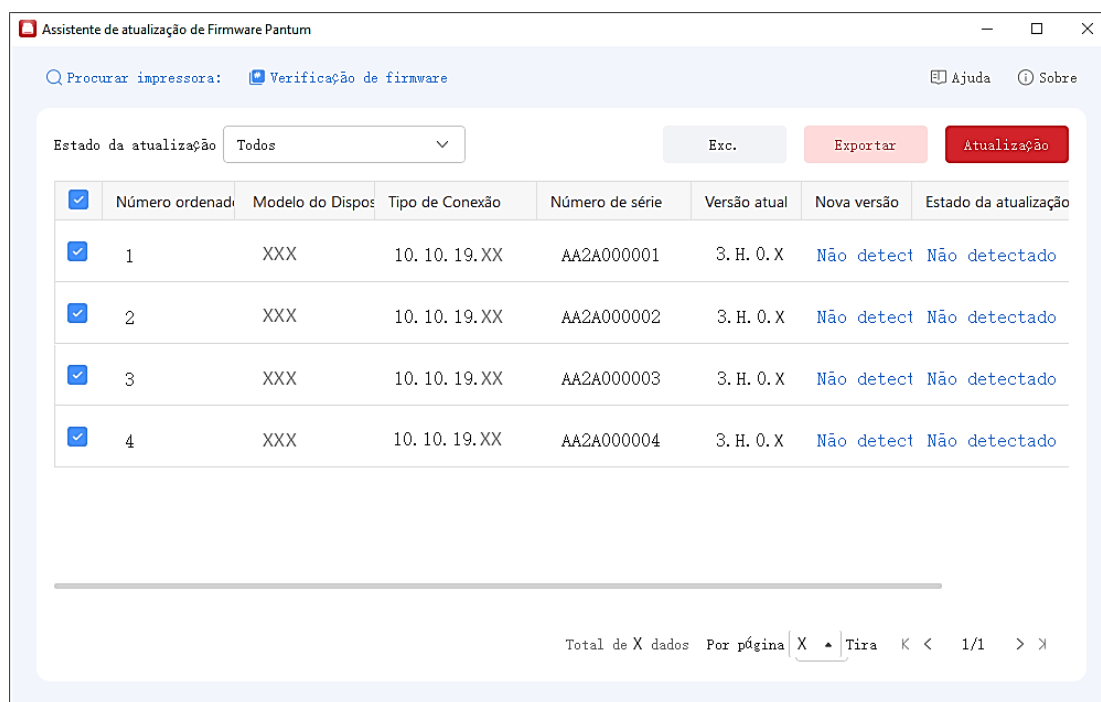 Assistente de atualização de Firmware Pantum
Procurar impressora: Verificação de firmware Ajuda Sobre
Estado da atualização Todos Exc. Exportar Atualização
Número ordenad Modelo do Dispos Tipo de Conexão Número de série Versão atual Nova versão Estado da atualização
1 XXX 10.10.19.XX AA2A000001 3.H.0.X Não detect Não detectado
2 XXX 10.10.19.XX AA2A000002 3.H.0.X Não detect Não detectado
3 XXX 10.10.19.XX AA2A000003 3.H.0.X Não detect Não detectado
4 XXX 10.10.19.XX AA2A000004 3.H.0.X Não detect Não detectado
Total de X dados Por página X Tira 1/1